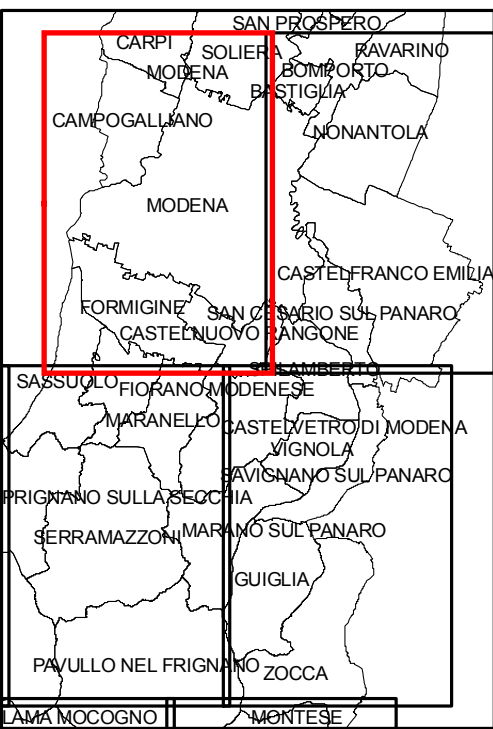 SAN PROSPERO
CARPI
SOLIERA
RAVARINO
MODENA
BOMPORTO
BASTIGLIA
CAMPOGALLIANO
NONANTOLA
MODENA
CASTELFRANCO EMILIA
FORMIGINE
SAN CESARIO SUL PANARO
CASTELNUOVO RANGONE
SPILAMBERTO
SASSUOLO
FIORANO MODENESE
MARANELLO
CASTELVETRO DI MODENA
VIGNOLA
SAVIGNANO SUL PANARO
PRIGNANO SULLA SECCHIA
SERRAMAZZONI
MARANO SUL PANARO
GUIGLIA
PAVULLO NEL FRIGNANO
ZOCCA
LAMA MOCOGNO
MONTESE